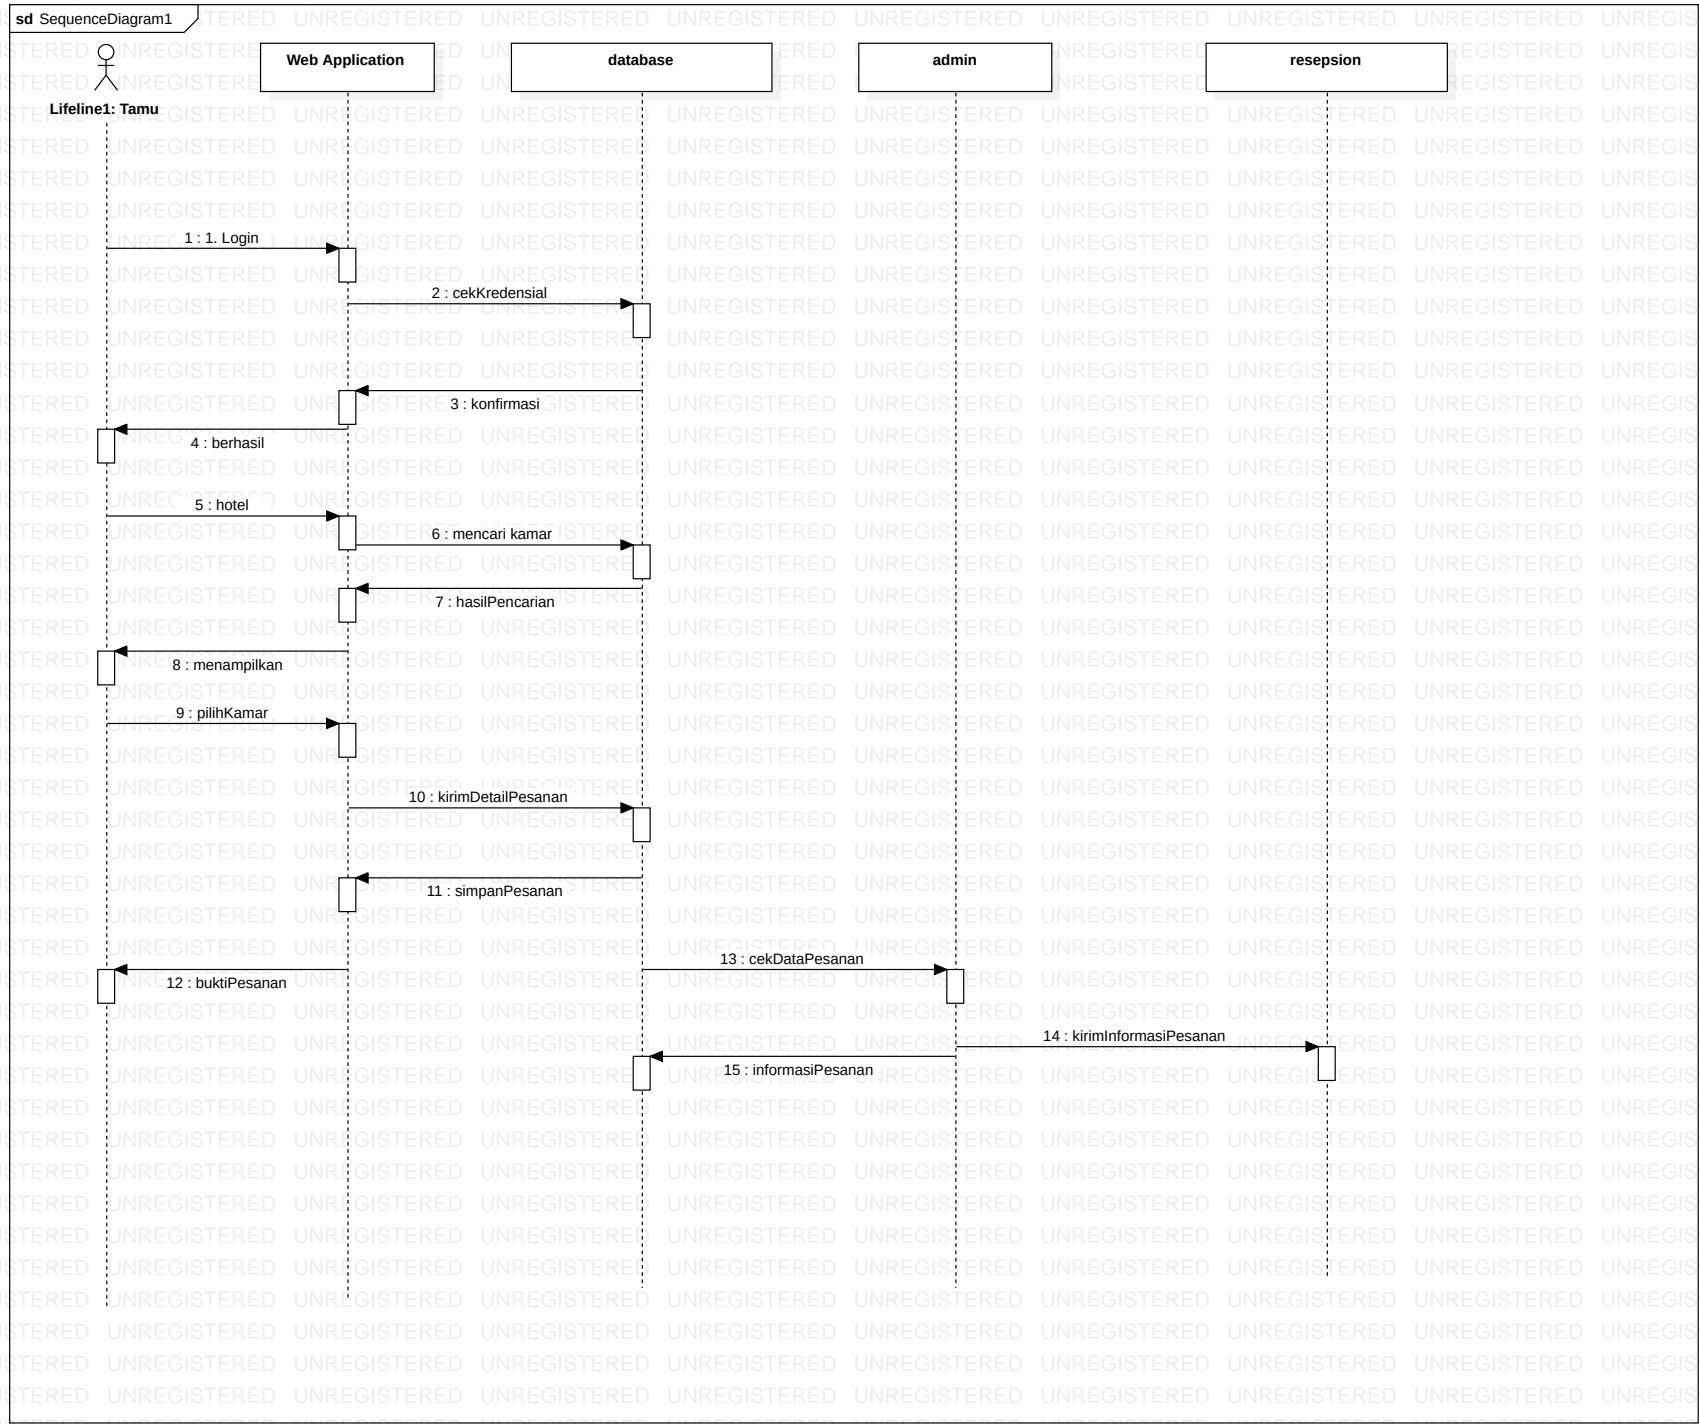 sd SequenceDiagram1
Lifeline1: Tamu
Web Application
database
admin
resepsion
1 : 1. Login
2 : cekKredensial
3 : konfirmasi
4 : berhasil
5 : hotel
6 : mencari kamar
7 : hasilPencarian
8 : menampilkan
9 : pilihKamar
10 : kirimDetailPesanan
11 : simpanPesanan
12 : buktiPesanan
13 : cekDataPesanan
14 : kirimInformasiPesanan
15 : informasiPesanan
UNREGISTERED